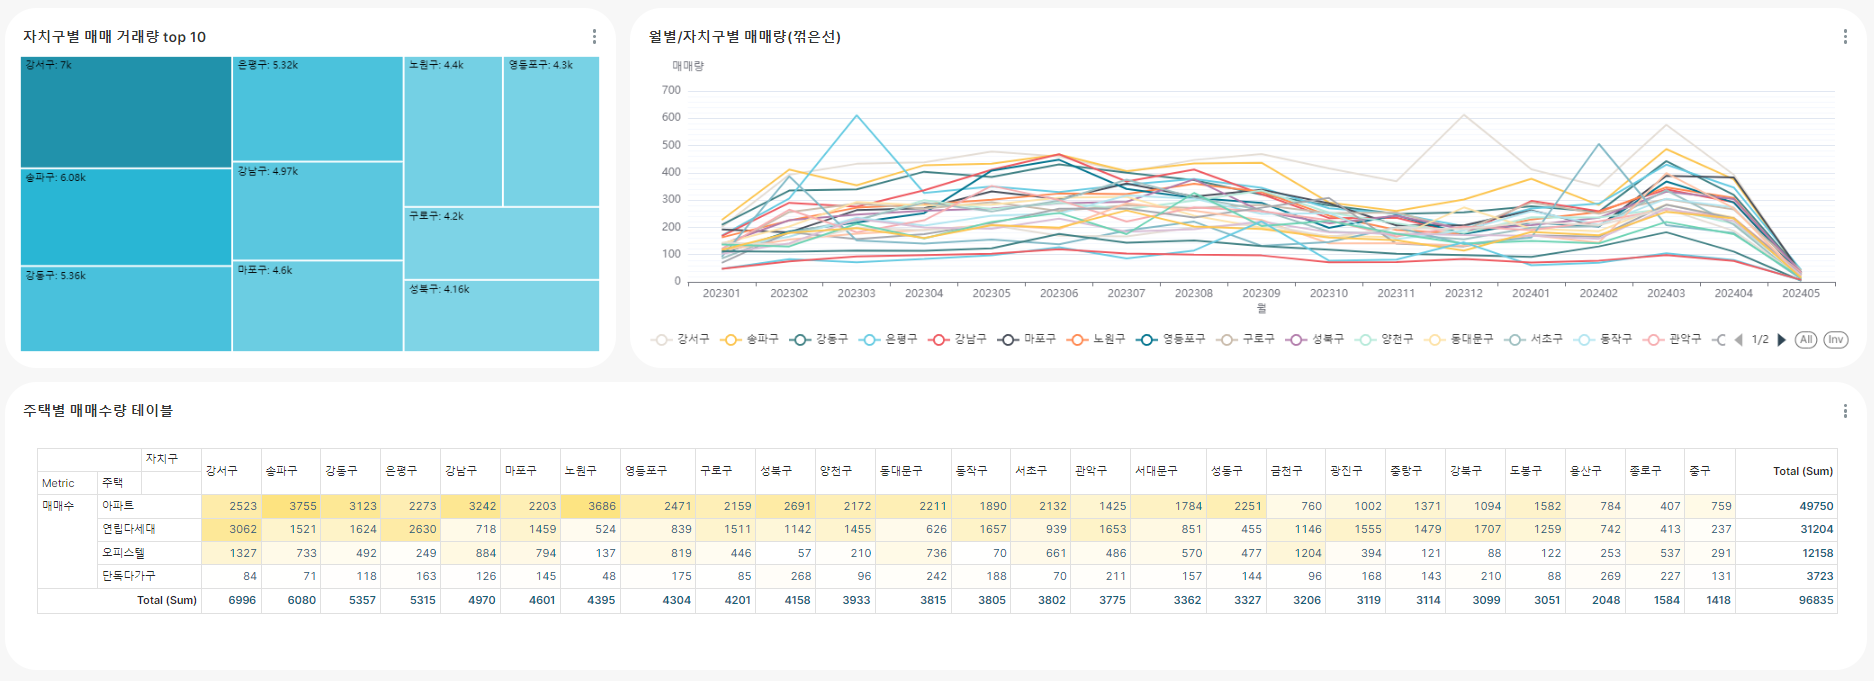 자치구별 매매 거래량 top 10
강서구: 7k
송파구: 6.08k
강동구: 5.36k
은평구: 5.32k
강남구: 4.97k
마포구: 4.6k
노원구: 4.4k
영등포구: 4.3k
구로구: 4.2k
성북구: 4.16k
월별/자치구별 매매량(꺾은선)
매매량
700
600
500
400
300
200
100
0
202301 202302 202303 202304 202305 202306 202307 202308 202309 202310 202311 202312 202401 202402 202403 202404 202405
월
강서구 송파구 강동구 은평구 강남구 마포구 노원구 영등포구 구로구 성북구 양천구 동대문구 서초구 동작구 관악구 1/2 All Inv
주택별 매매수량 테이블
자치구 강서구 송파구 강동구 은평구 강남구 마포구 노원구 영등포구 구로구 성북구 양천구 동대문구 동작구 서초구 관악구 서대문구 성동구 금천구 광진구 중랑구 강북구 도봉구 용산구 종로구 중구 Total (Sum)
Metric 주택
매매수 아파트 2523 3755 3123 2273 3242 2203 3686 2471 2159 2691 2172 2211 1890 2132 1425 1784 2251 760 1002 1371 1094 1582 784 407 759 49750
연립다세대 3062 1521 1624 2630 718 1459 524 839 1511 1142 1455 626 1657 939 1653 851 455 1146 1555 1479 1707 1259 742 413 237 31204
오피스텔 1327 733 492 249 884 794 137 819 446 57 210 736 70 661 486 570 477 1204 394 121 88 122 253 537 291 12158
단독다가구 84 71 118 163 126 145 48 175 85 268 96 242 188 70 211 157 144 96 168 143 210 88 269 227 131 3723
Total (Sum) 6996 6080 5357 5315 4970 4601 4395 4304 4201 4158 3933 3815 3805 3802 3775 3362 3327 3206 3119 3114 3099 3051 2048 1584 1418 96835